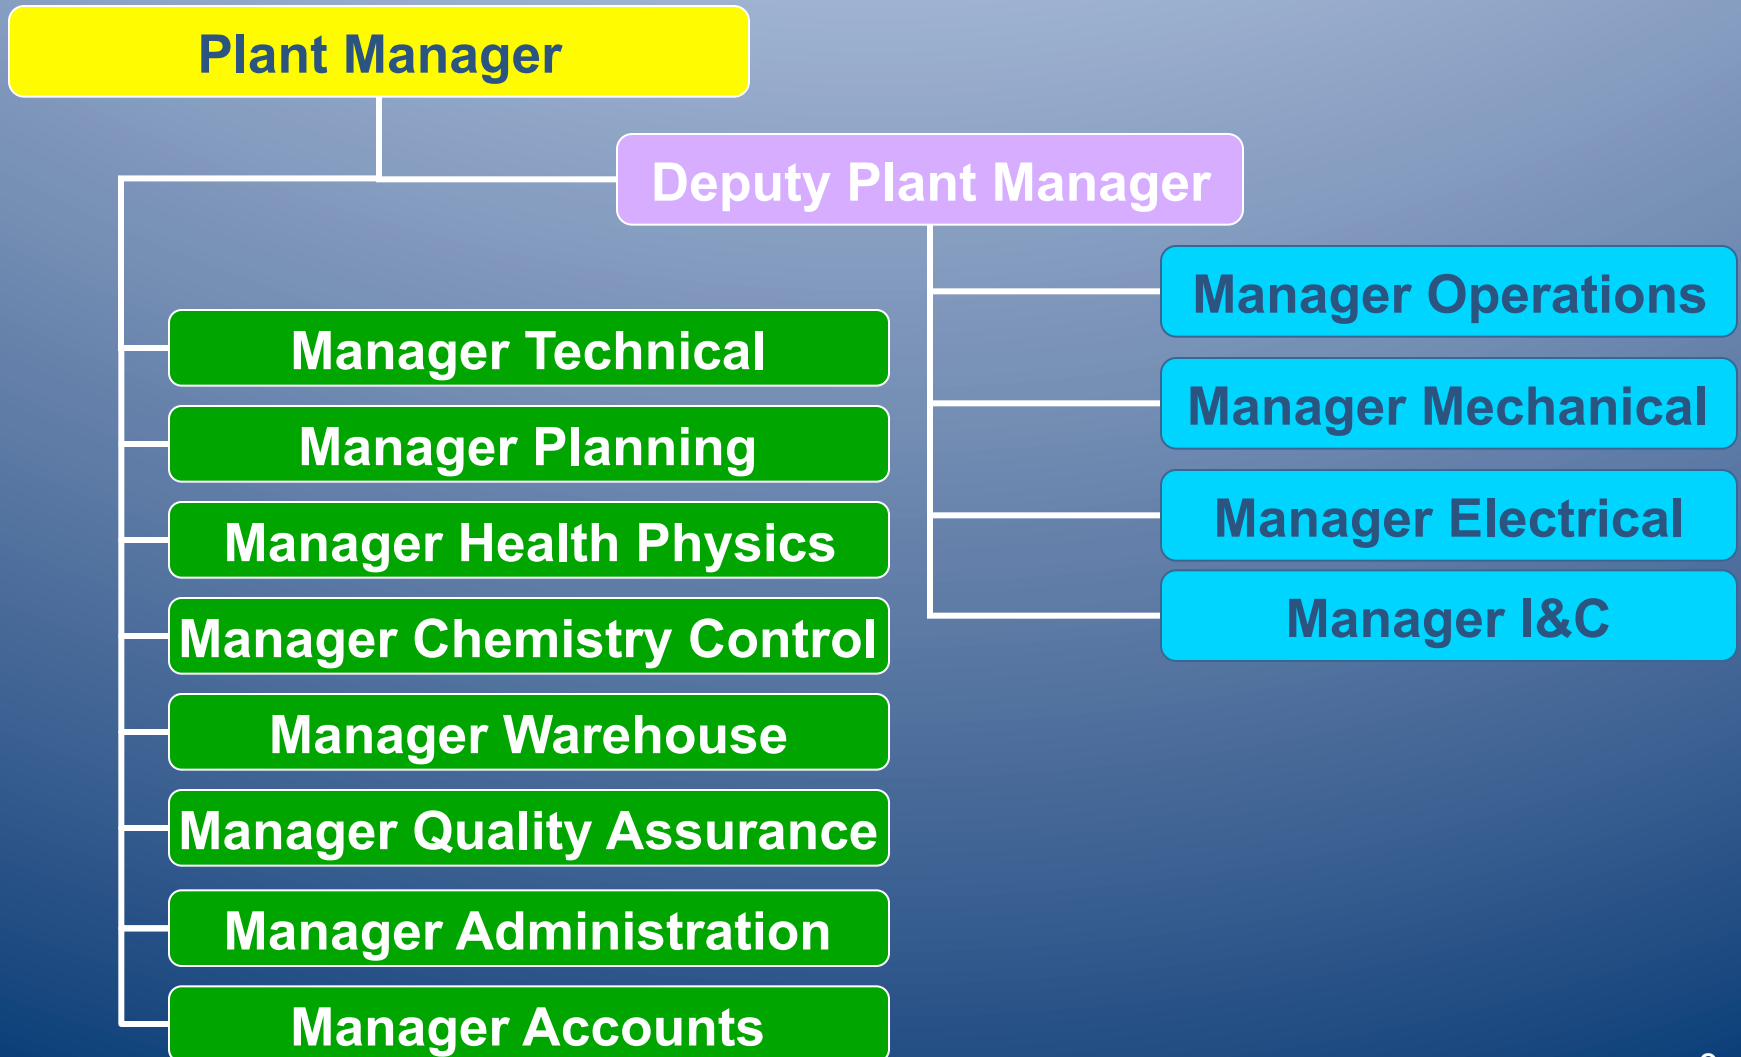 Plant Manager
Deputy Plant Manager
Manager Operations
Manager Mechanical
Manager Electrical
Manager I&C
Manager Technical
Manager Planning
Manager Health Physics
Manager Chemistry Control
Manager Warehouse
Manager Quality Assurance
Manager Administration
Manager Accounts